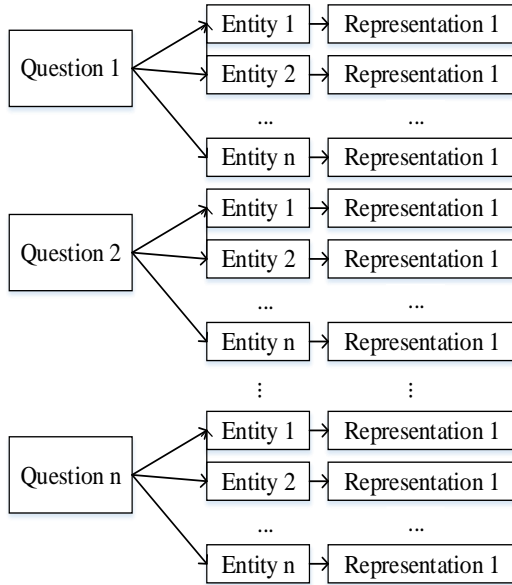 Entity 1 Representation 1
Question 1
Entity 2 Representation 1
... ...
Entity n Representation 1
Entity 1 Representation 1
Question 2
Entity 2 Representation 1
... ...
Entity n Representation 1
⋮ ⋮
Entity 1 Representation 1
Question n
Entity 2 Representation 1
... ...
Entity n Representation 1